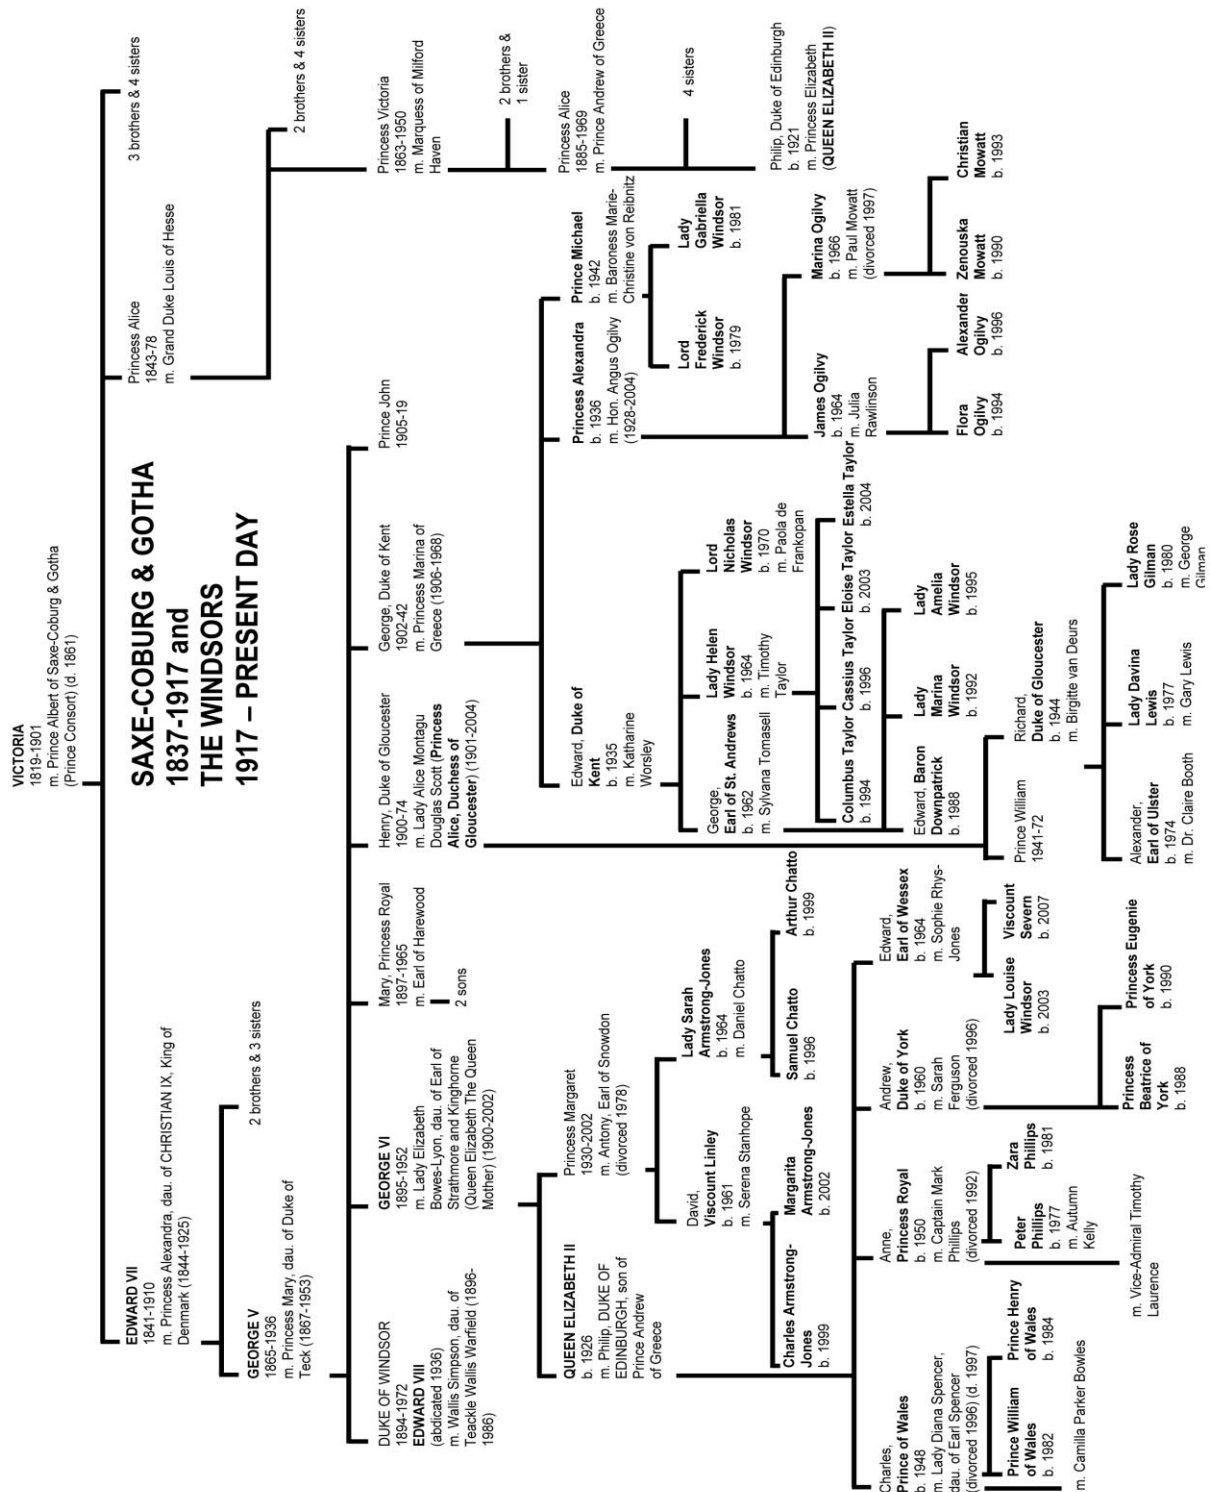 VICTORIA
1819-1901
m. Prince Albert of Saxe-Coburg & Gotha
(Prince Consort) (d. 1861)
SAXE-COBURG & GOTHA
1837-1917 and
THE WINDSORS
1917 – PRESENT DAY
EDWARD VII
1841-1910
m. Princess Alexandra, dau. of CHRISTIAN IX, King of
Denmark (1844-1925)
Princess Alice
1843-78
m. Grand Duke Louis of Hesse
3 brothers & 4 sisters
GEORGE V
1865-1936
m. Princess Mary, dau. of Duke of
Teck (1867-1953)
2 brothers & 3 sisters
2 brothers & 4 sisters
DUKE OF WINDSOR
1894-1972
EDWARD VIII
(abdicated 1936)
m. Wallis Simpson, dau. of
Teackle Wallis Warfield (1896-
1986)
GEORGE VI
1895-1952
m. Lady Elizabeth
Bowes-Lyon, dau. of Earl of
Strathmore and Kinghorne
(Queen Elizabeth The Queen
Mother) (1900-2002)
Mary, Princess Royal
1897-1965
m. Earl of Harewood
2 sons
Henry, Duke of Gloucester
1900-74
m. Lady Alice Montagu
Douglas Scott (Princess
Alice, Duchess of
Gloucester) (1901-2004)
George, Duke of Kent
1902-42
m. Princess Marina of
Greece (1906-1968)
Prince John
1905-19
Princess Victoria
1863-1950
m. Marquess of Milford
Haven
2 brothers &
1 sister
QUEEN ELIZABETH II
b. 1926
m. Philip, DUKE OF
EDINBURGH, son of
Prince Andrew
of Greece
Princess Margaret
1930-2002
m. Antony, Earl of Snowdon
(divorced 1978)
Edward, Duke of
Kent
b. 1935
m. Katharine
Worsley
Princess Alexandra
b. 1936
m. Hon. Angus Ogilvy
(1928-2004)
Prince Michael
b. 1942
m. Baroness Marie-
Christine von Reibnitz
Princess Alice
1885-1969
m. Prince Andrew of Greece
4 sisters
David,
Viscount Linley
b. 1961
m. Serena Stanhope
Lady Sarah
Armstrong-Jones
b. 1964
m. Daniel Chatto
George,
Earl of St. Andrews
b. 1962
m. Sylvana Tomasell
Lady Helen
Windsor
b. 1964
m. Timothy
Taylor
Lord
Nicholas
Windsor
b. 1970
m. Paola de
Frankopan
Lord
Frederick
Windsor
b. 1979
Lady
Gabriella
Windsor
b. 1981
Philip, Duke of Edinburgh
b. 1921
m. Princess Elizabeth
(QUEEN ELIZABETH II)
Charles Armstrong-
Jones
b. 1999
Margarita
Armstrong-Jones
b. 2002
Samuel Chatto
b. 1996
Arthur Chatto
b. 1999
Columbus Taylor
b. 1994
Cassius Taylor
b. 1996
Eloise Taylor
b. 2003
Estella Taylor
b. 2004
James Ogilvy
b. 1964
m. Julia
Rawlinson
Marina Ogilvy
b. 1966
m. Paul Mowatt
(divorced 1997)
Charles,
Prince of Wales
b. 1948
m. Lady Diana Spencer,
dau. of Earl Spencer
(divorced 1996) (d. 1997)
Anne,
Princess Royal
b. 1950
m. Captain Mark
Phillips
(divorced 1992)
Andrew,
Duke of York
b. 1960
m. Sarah
Ferguson
(divorced 1996)
Edward,
Earl of Wessex
b. 1964
m. Sophie Rhys-
Jones
Edward, Baron
Downpatrick
b. 1988
Lady
Marina
Windsor
b. 1992
Lady
Amelia
Windsor
b. 1995
Flora
Ogilvy
b. 1994
Alexander
Ogilvy
b. 1996
Zenouska
Mowatt
b. 1990
Christian
Mowatt
b. 1993
Prince William
of Wales
b. 1982
Prince Henry
of Wales
b. 1984
m. Camilla Parker Bowles
Peter
Phillips
b. 1977
m. Autumn
Kelly
Zara
Phillips
b. 1981
m. Vice-Admiral Timothy
Laurence
Lady Louise
Windsor
b. 2003
Viscount
Severn
b. 2007
Princess
Beatrice of
York
b. 1988
Princess Eugenie
of York
b. 1990
Prince William
1941-72
Richard,
Duke of Gloucester
b. 1944
m. Birgitte van Deurs
Alexander,
Earl of Ulster
b. 1974
m. Dr. Claire Booth
Lady Davina
Lewis
b. 1977
m. Gary Lewis
Lady Rose
Gilman
b. 1980
m. George
Gilman